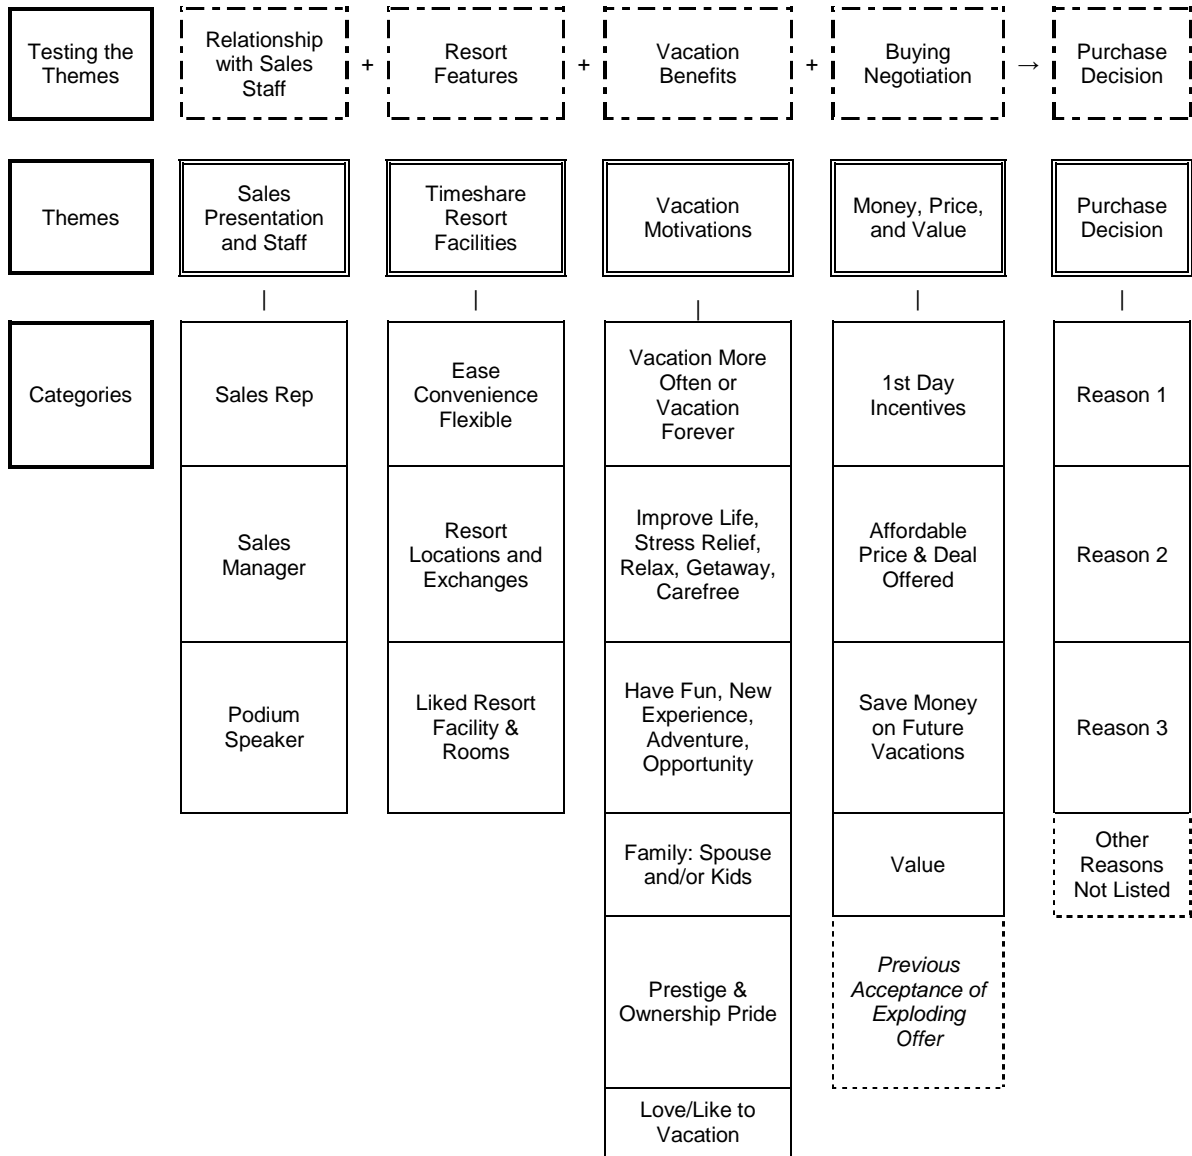 Testing the
Themes
Relationship
with Sales
Staff
+
Resort
Features
+
Vacation
Benefits
+
Buying
Negotiation
→
Purchase
Decision
Themes
Sales
Presentation
and Staff
Timeshare
Resort
Facilities
Vacation
Motivations
Money, Price,
and Value
Purchase
Decision
Categories
Sales Rep
Ease
Convenience
Flexible
Vacation More
Often or
Vacation
Forever
1st Day
Incentives
Reason 1
Sales
Manager
Resort
Locations and
Exchanges
Improve Life,
Stress Relief,
Relax, Getaway,
Carefree
Affordable
Price & Deal
Offered
Reason 2
Podium
Speaker
Liked Resort
Facility &
Rooms
Have Fun, New
Experience,
Adventure,
Opportunity
Save Money
on Future
Vacations
Reason 3
Family: Spouse
and/or Kids
Value
Other
Reasons
Not Listed
Prestige &
Ownership Pride
Previous
Acceptance of
Exploding
Offer
Love/Like to
Vacation